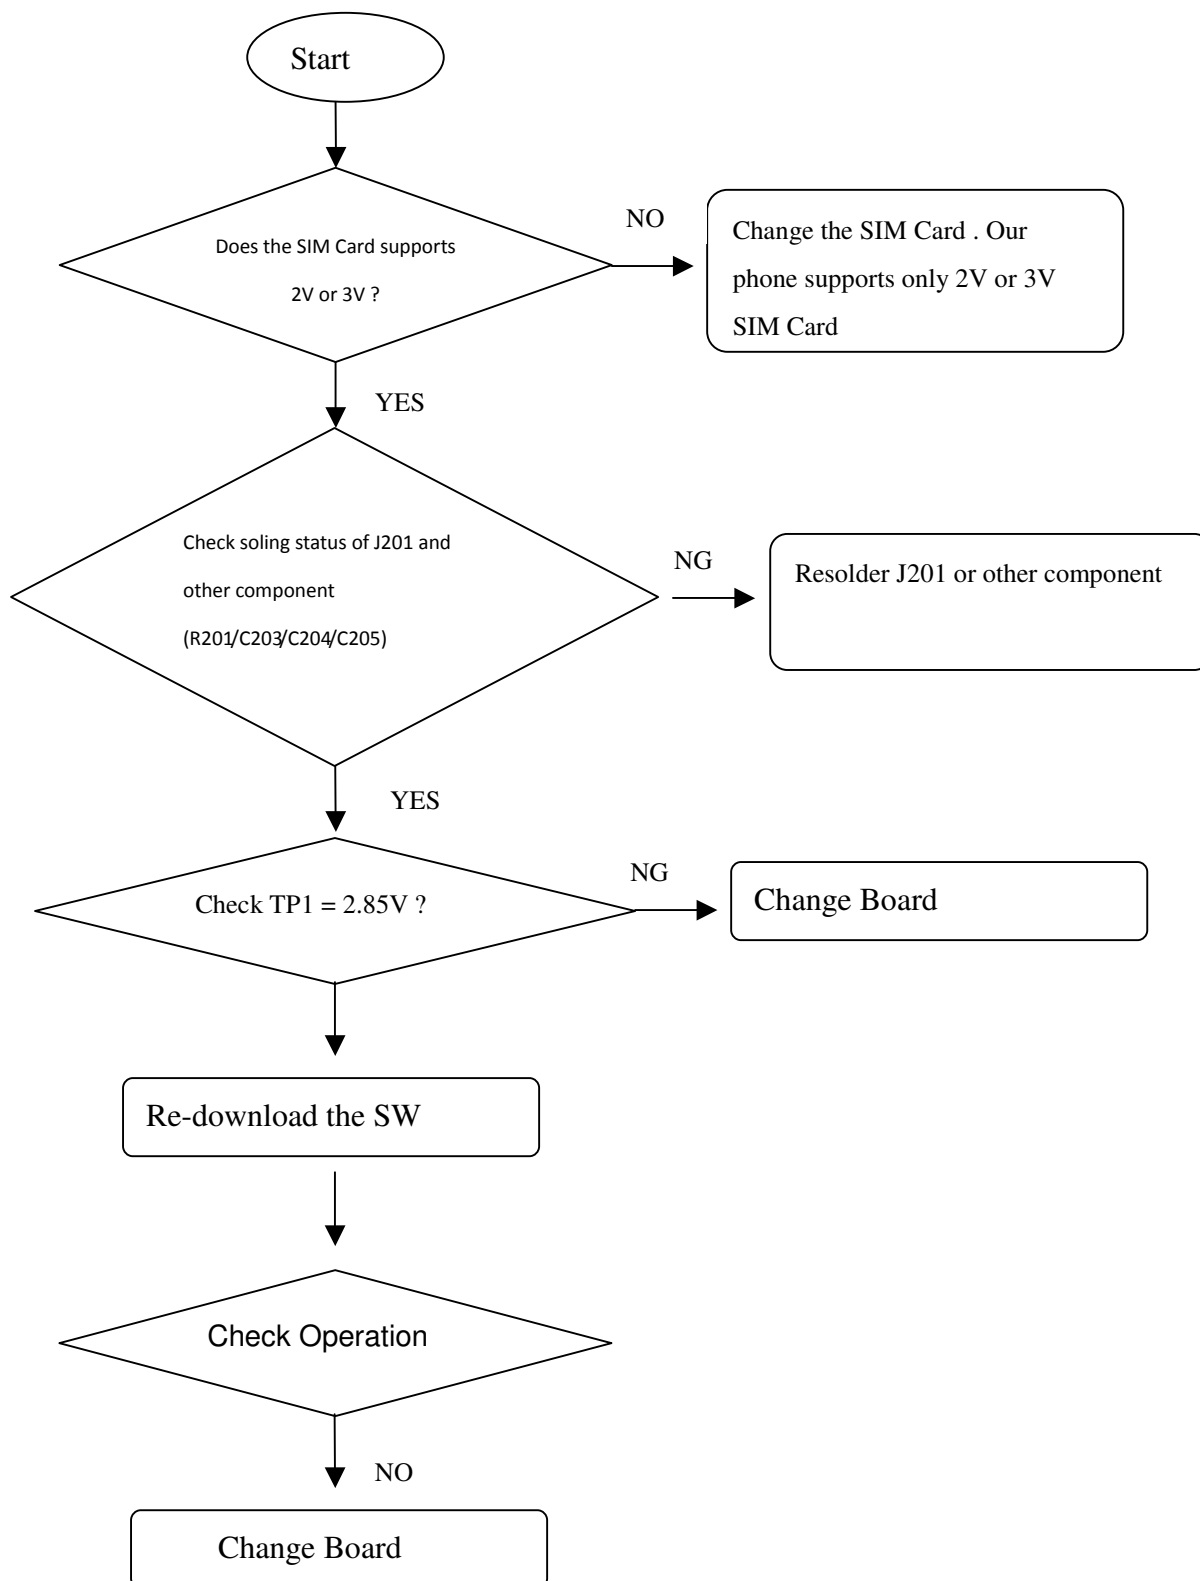 Start
Does the SIM Card supports
2V or 3V ?
NO
Change the SIM Card . Our
phone supports only 2V or 3V
SIM Card
YES
Check soling status of J201 and
other component
(R201/C203/C204/C205)
NG
Resolder J201 or other component
YES
Check TP1 = 2.85V ?
NG
Change Board
Re-download the SW
Check Operation
NO
Change Board